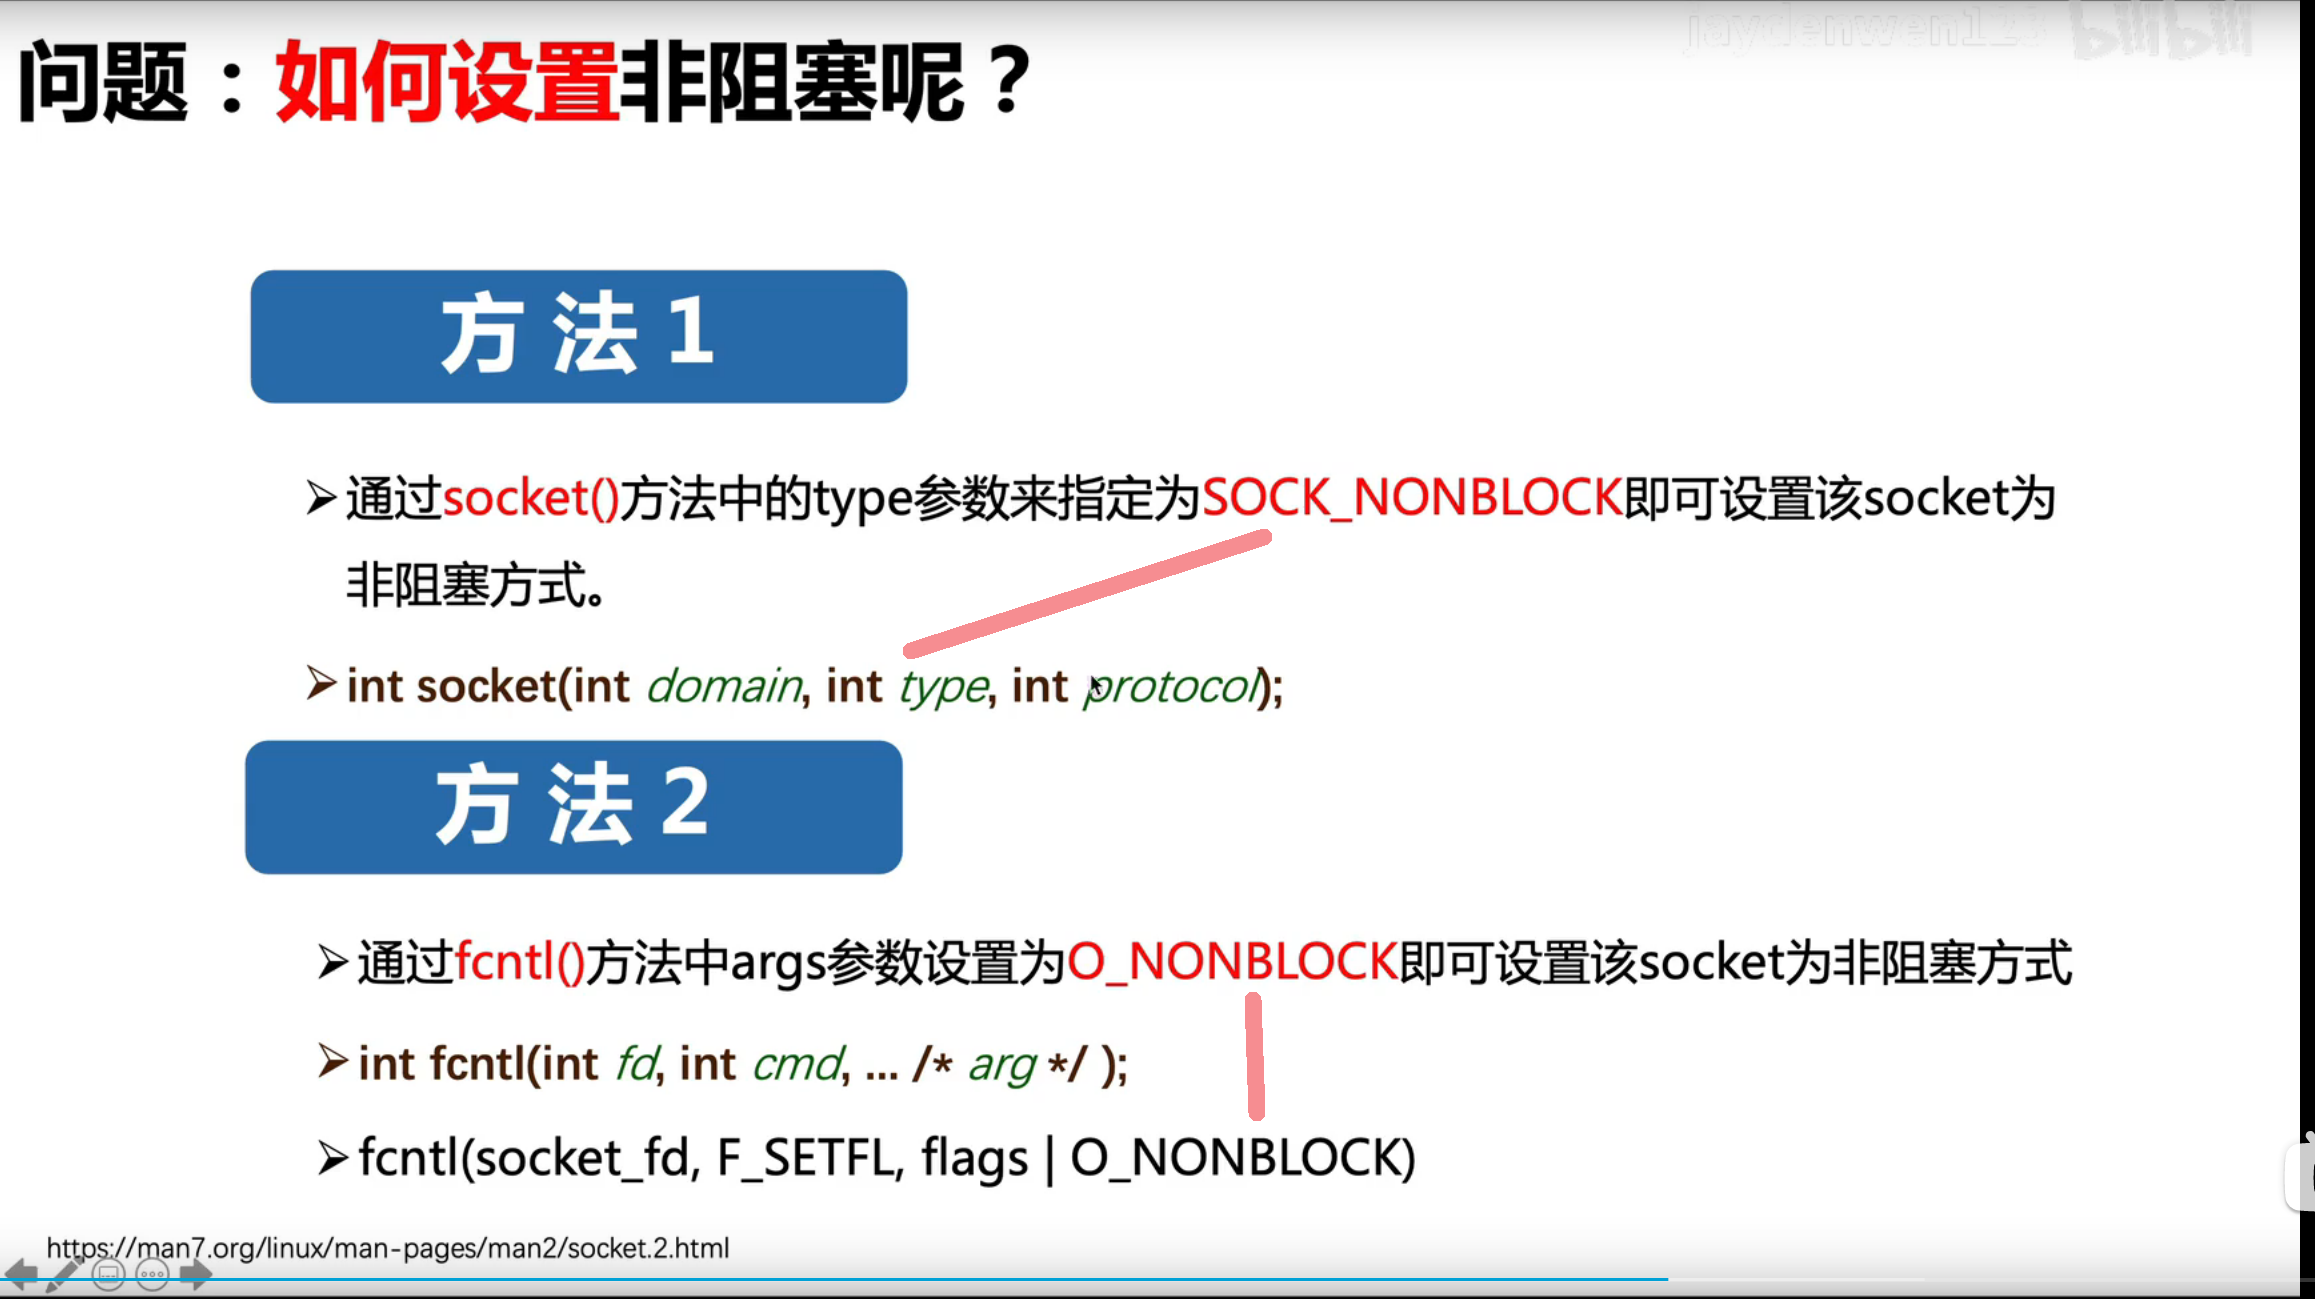 jaydenwen123 bilibili
问题：如何设置非阻塞呢？
方法1
➢通过socket()方法中的type参数来指定为SOCK_NONBLOCK即可设置该socket为
非阻塞方式。
➢int socket(int domain, int type, int protocol);
方法2
➢通过fcntl()方法中args参数设置为O_NONBLOCK即可设置该socket为非阻塞方式
➢int fcntl(int fd, int cmd, ... /* arg */ );
➢fcntl(socket_fd, F_SETFL, flags | O_NONBLOCK)
https://man7.org/linux/man-pages/man2/socket.2.html